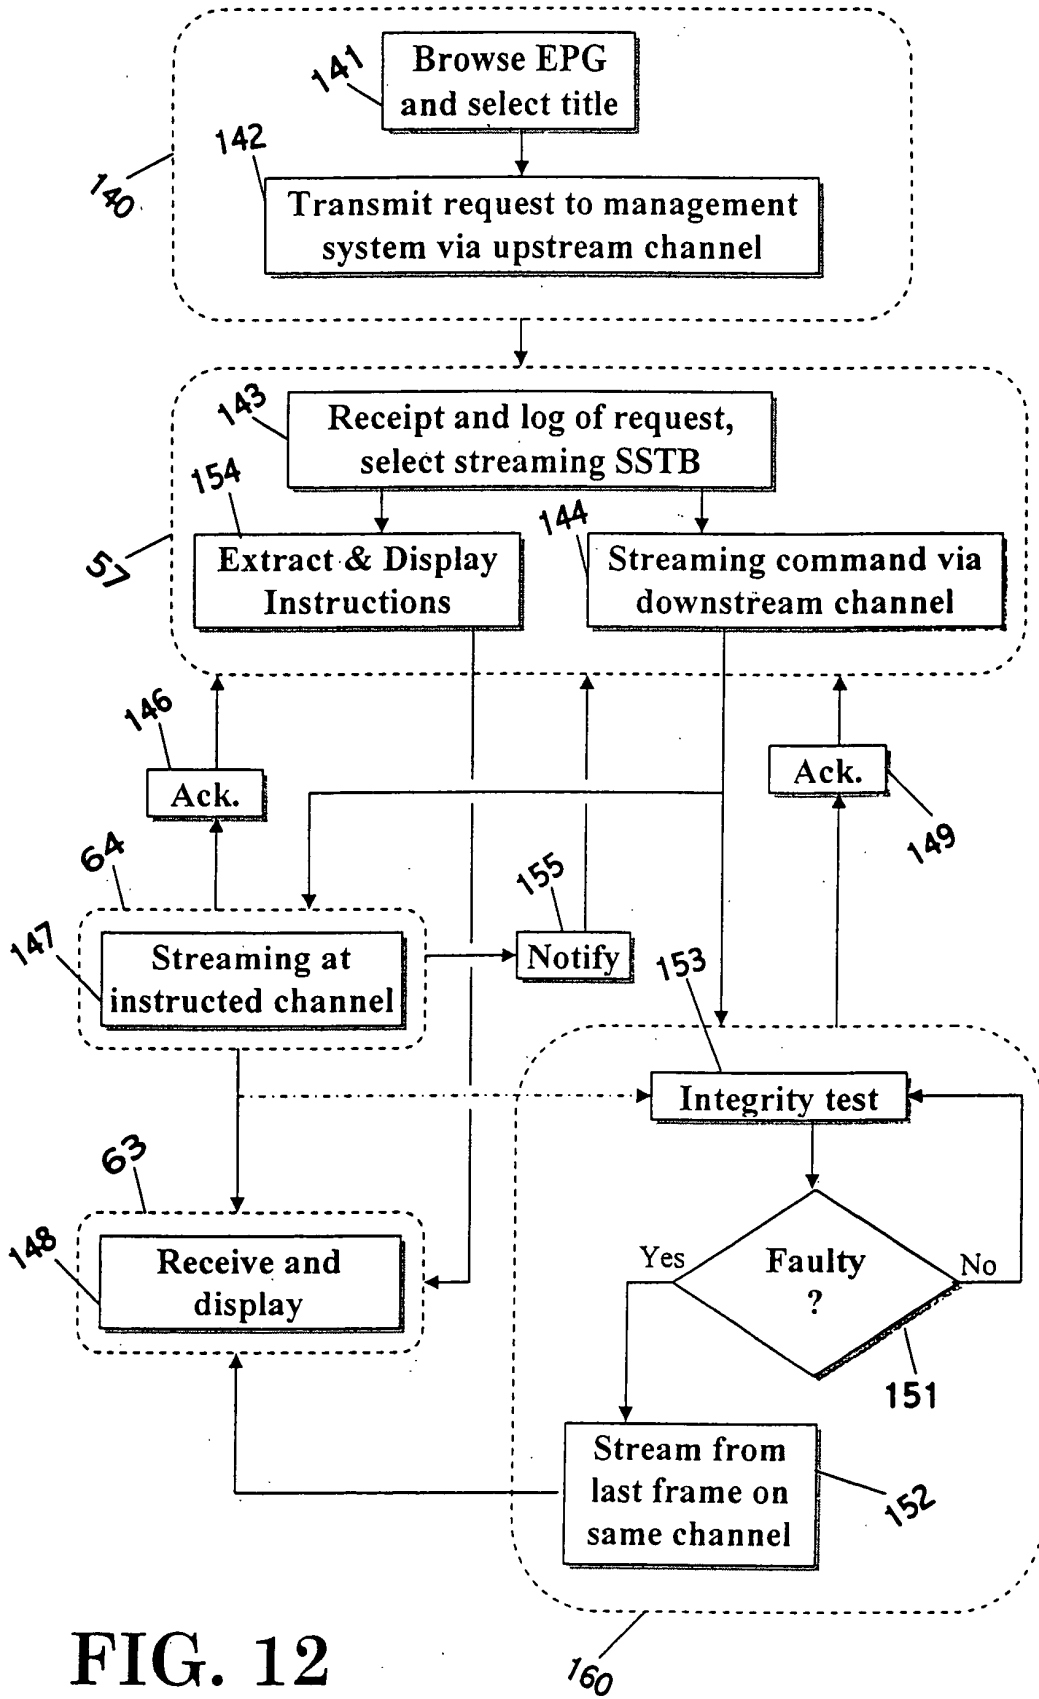 141
Browse EPG
and select title
142
140
Transmit request to management
system via upstream channel
143
Receipt and log of request,
select streaming SSTB
154
144
57
Extract & Display
Instructions
Streaming command via
downstream channel
146
Ack.
Ack.
149
64
155
147
Streaming at
instructed channel
Notify
153
Integrity test
63
148
Receive and
display
Yes
Faulty
?
No
151
Stream from
last frame on
same channel
152
160
FIG. 12